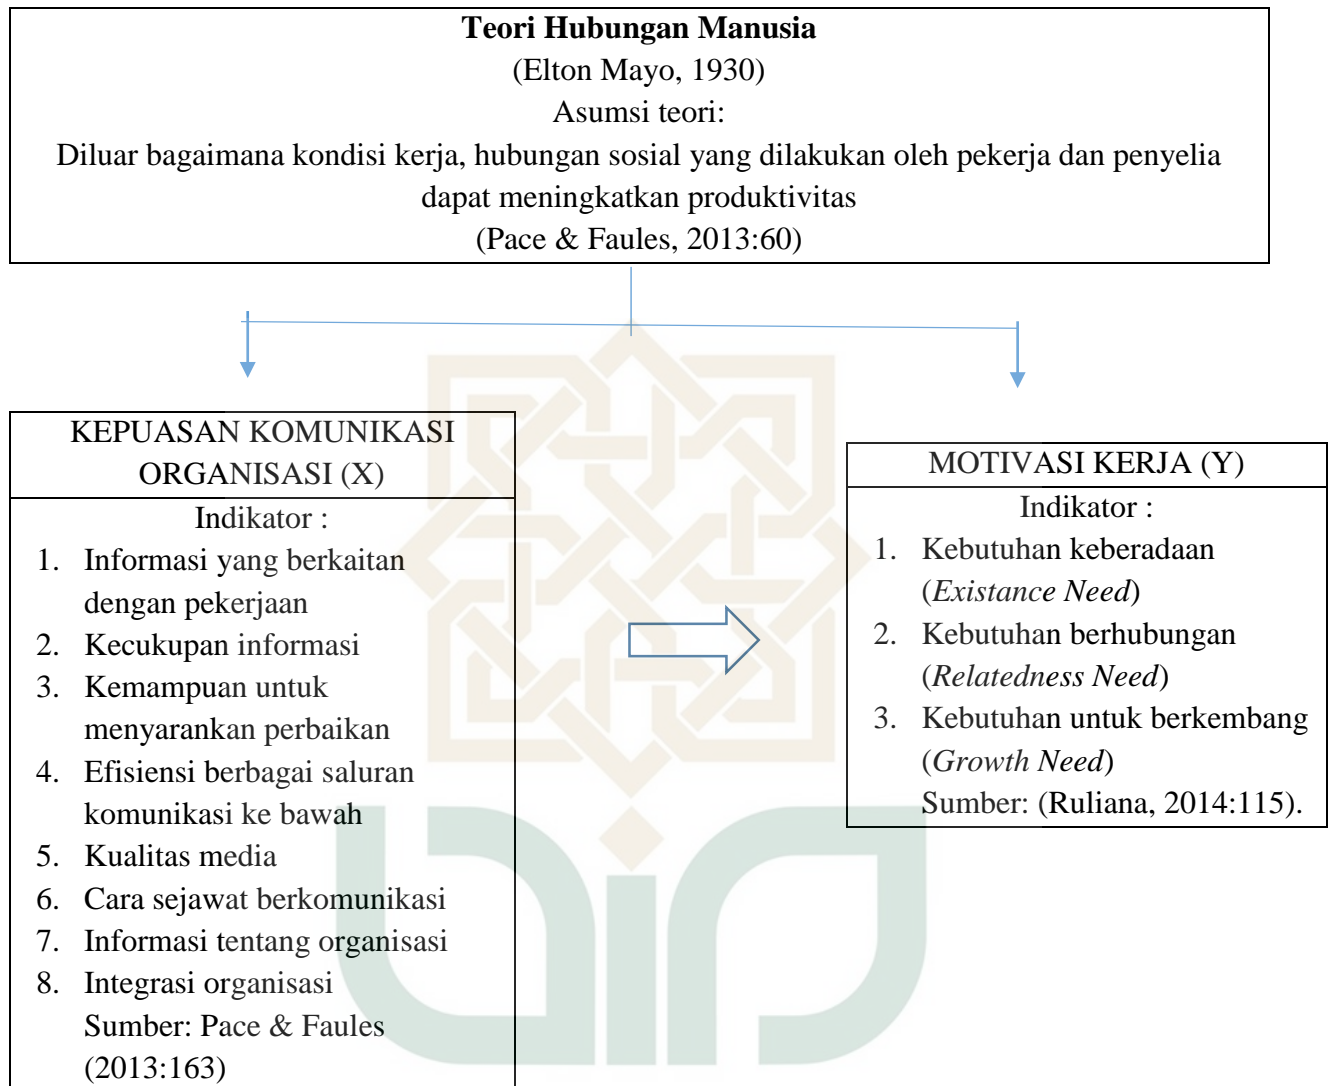 Teori Hubungan Manusia
(Elton Mayo, 1930)
Asumsi teori:
Diluar bagaimana kondisi kerja, hubungan sosial yang dilakukan oleh pekerja dan penyelia
dapat meningkatkan produktivitas
(Pace & Faules, 2013:60)
KEPUASAN KOMUNIKASI
ORGANISASI (X)
Indikator :
1. Informasi yang berkaitan
dengan pekerjaan
2. Kecukupan informasi
3. Kemampuan untuk
menyarankan perbaikan
4. Efisiensi berbagai saluran
komunikasi ke bawah
5. Kualitas media
6. Cara sejawat berkomunikasi
7. Informasi tentang organisasi
8. Integrasi organisasi
Sumber: Pace & Faules
(2013:163)
MOTIVASI KERJA (Y)
Indikator :
1. Kebutuhan keberadaan
(Existance Need)
2. Kebutuhan berhubungan
(Relatedness Need)
3. Kebutuhan untuk berkembang
(Growth Need)
Sumber: (Ruliana, 2014:115).